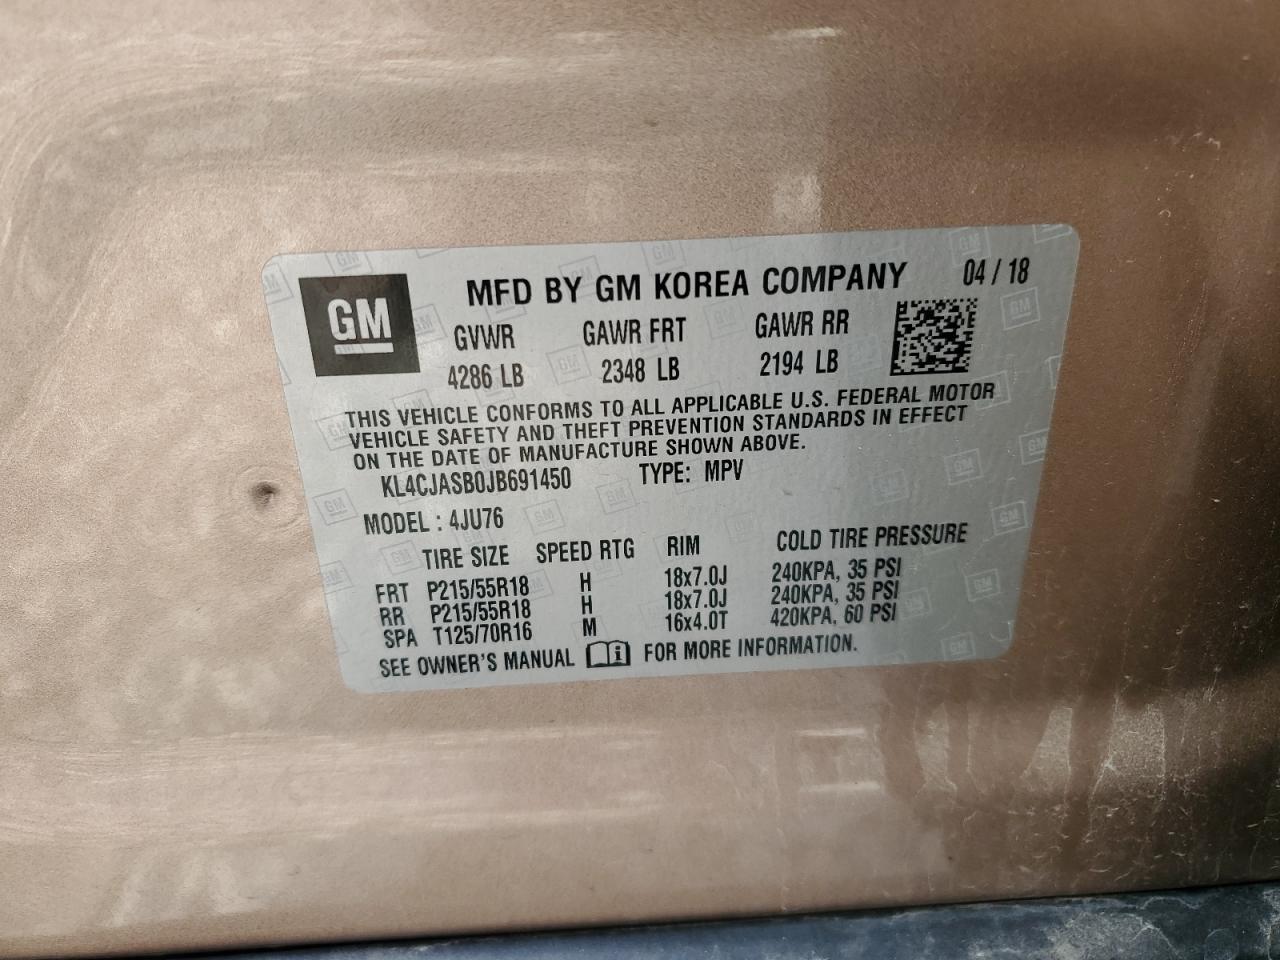 GM
MFD BY GM KOREA COMPANY 04 / 18
GVWR GAWR FRT GAWR RR
4286 LB 2348 LB 2194 LB
THIS VEHICLE CONFORMS TO ALL APPLICABLE U.S. FEDERAL MOTOR
VEHICLE SAFETY AND THEFT PREVENTION STANDARDS IN EFFECT
ON THE DATE OF MANUFACTURE SHOWN ABOVE.
KL4CJASB0JB691450 TYPE: MPV
MODEL : 4JU76
TIRE SIZE SPEED RTG RIM COLD TIRE PRESSURE
FRT P215/55R18 H 18x7.0J 240KPA, 35 PSI
RR P215/55R18 H 18x7.0J 240KPA, 35 PSI
SPA T125/70R16 M 16x4.0T 420KPA, 60 PSI
SEE OWNER'S MANUAL FOR MORE INFORMATION.